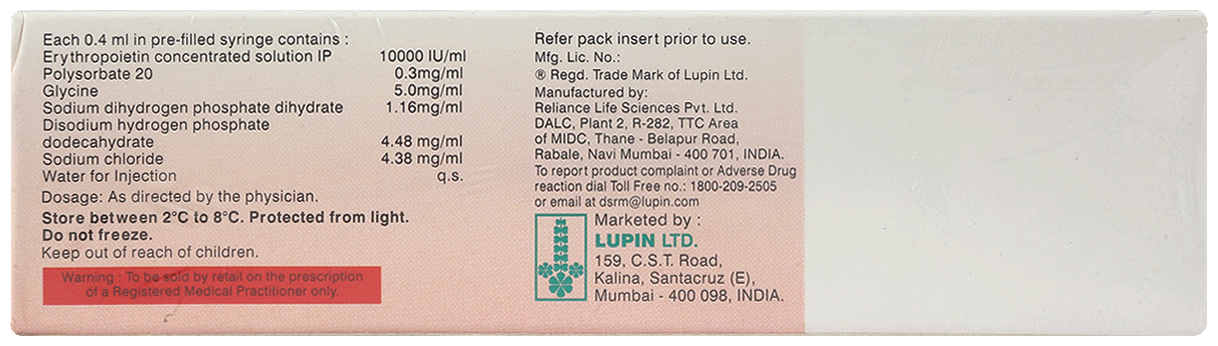 Each 0.4 ml in pre-filled syringe contains :
Erythropoietin concentrated solution IP 10000 IU/ml
Polysorbate 20 0.3mg/ml
Glycine 5.0mg/ml
Sodium dihydrogen phosphate dihydrate 1.16mg/ml
Disodium hydrogen phosphate
dodecahydrate 4.48 mg/ml
Sodium chloride 4.38 mg/ml
Water for Injection q.s.
Dosage: As directed by the physician.
Store between 2°C to 8°C. Protected from light.
Do not freeze.
Keep out of reach of children.
Warning : To be sold by retail on the prescription
of a Registered Medical Practitioner only.
Refer pack insert prior to use.
Mfg. Lic. No.:
® Regd. Trade Mark of Lupin Ltd.
Manufactured by:
Reliance Life Sciences Pvt. Ltd.
DALC, Plant 2, R-282, TTC Area
of MIDC, Thane - Belapur Road,
Rabale, Navi Mumbai - 400 701, INDIA.
To report product complaint or Adverse Drug
reaction dial Toll Free no.: 1800-209-2505
or email at dsrm@lupin.com
Marketed by :
LUPIN LTD.
159, C.S.T. Road,
Kalina, Santacruz (E),
Mumbai - 400 098, INDIA.